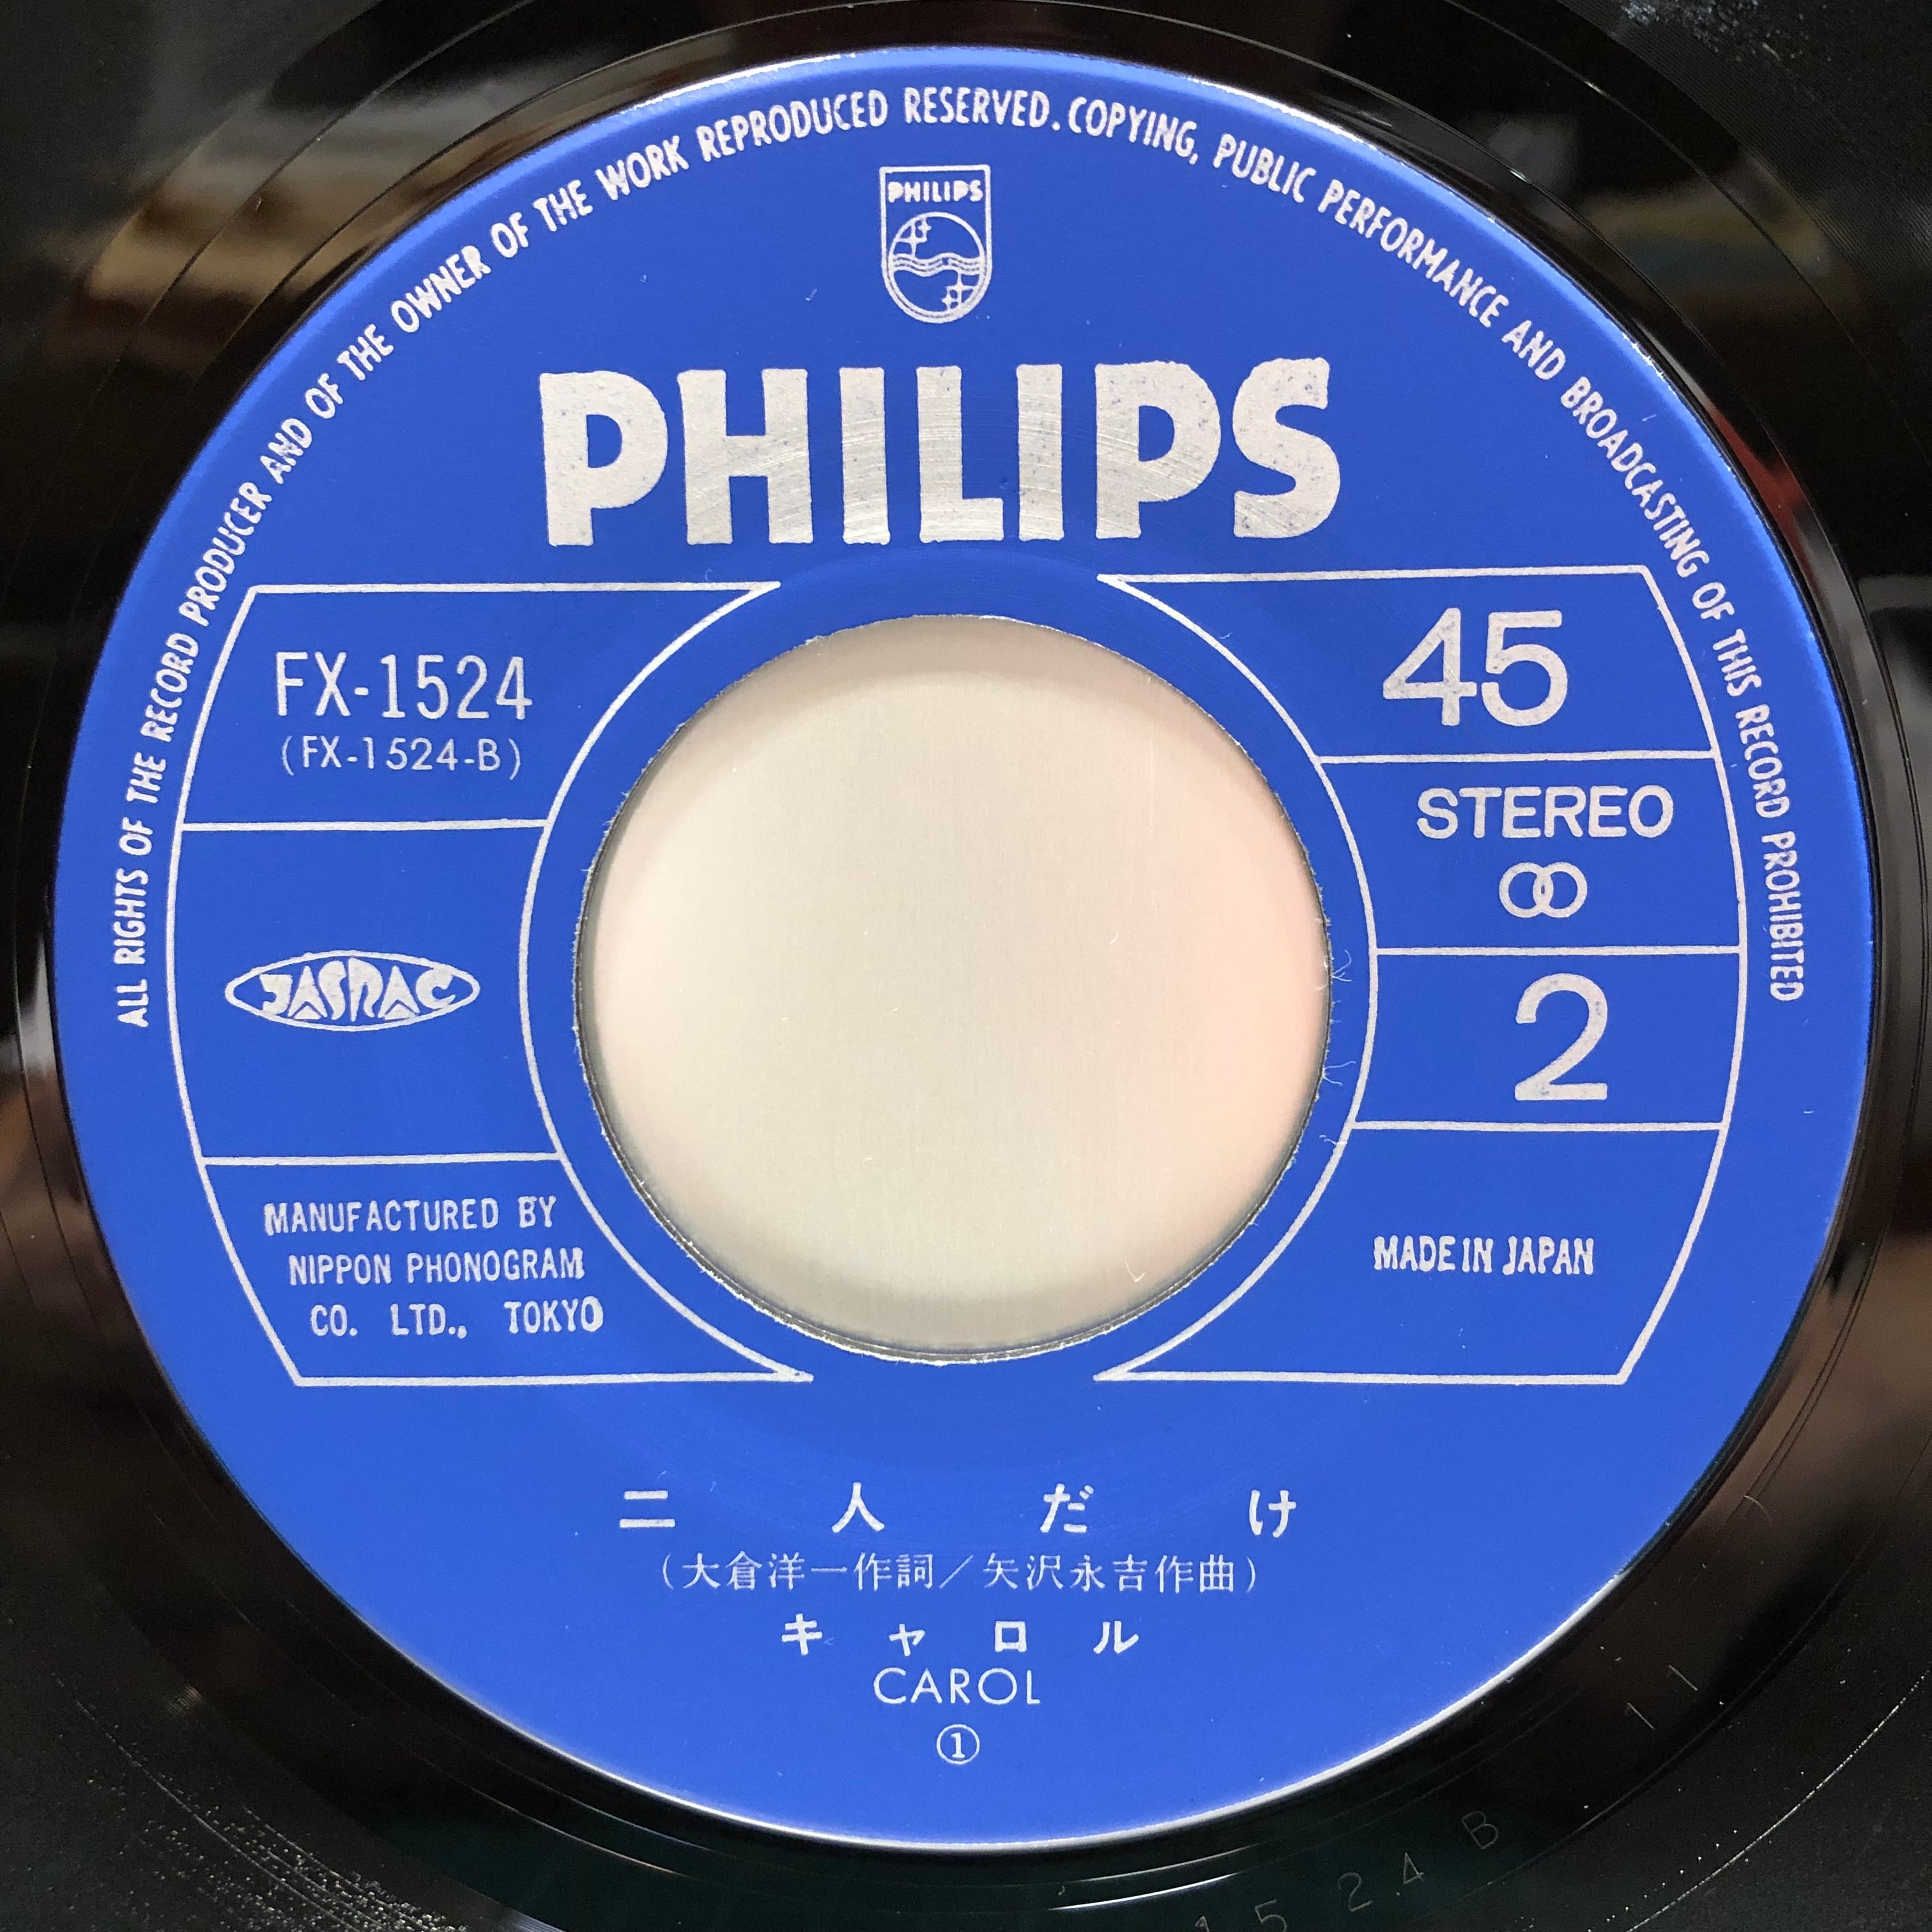 ALL RIGHTS OF THE RECORD PRODUCER AND OF THE OWNER OF THE WORK REPRODUCED RESERVED. COPYING, PUBLIC PERFORMANCE AND BROADCASTING OF THIS RECORD PROHIBITED
PHILIPS
PHILIPS
FX-1524
(FX-1524-B)
45
STEREO
2
JASRAC
MANUFACTURED BY
NIPPON PHONOGRAM
CO. LTD., TOKYO
MADE IN JAPAN
二人だけ
(大倉洋一作詞／矢沢永吉作曲)
キャロル
CAROL
①
1524 B 11